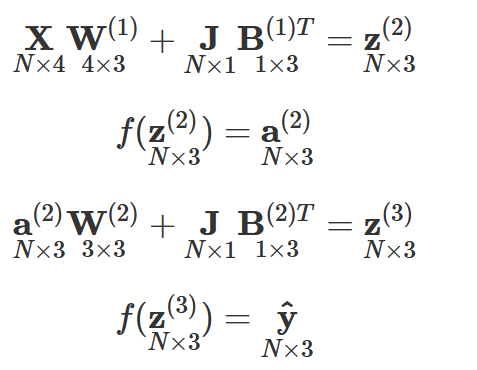 X W(1) + J B(1)T = z(2)
N×4 4×3 N×1 1×3 N×3
f(z(2)) = a(2)
N×3 N×3
a(2) W(2) + J B(2)T = z(3)
N×3 3×3 N×1 1×3 N×3
f(z(3)) = ŷ
N×3 N×3